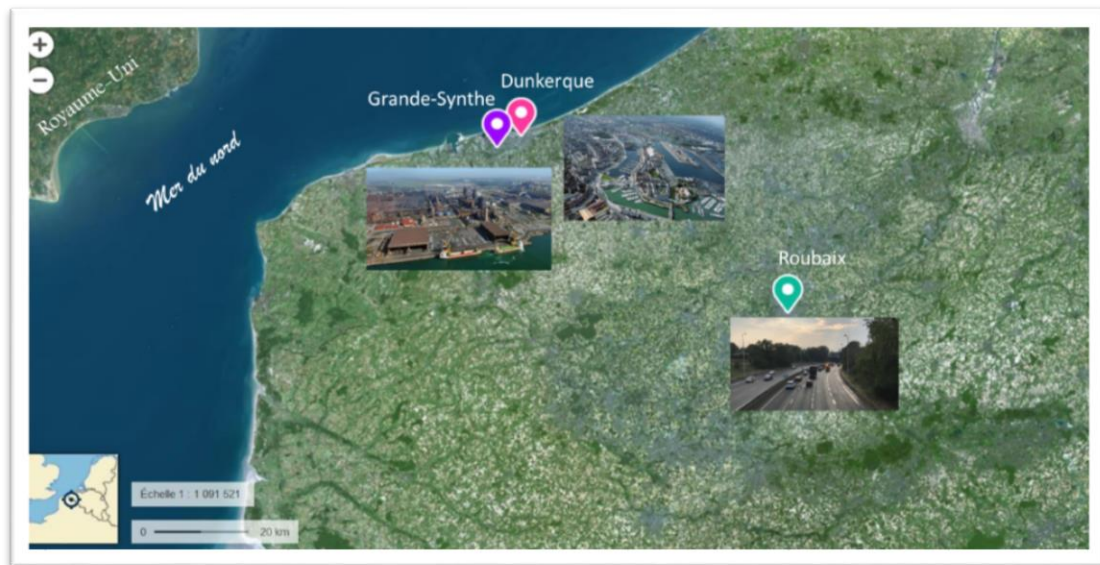 +
Dunkerque
Grande-Synthe
−
Royaume-Uni
Mer du nord
Roubaix
Échelle 1 : 1 091 521
0 20 km